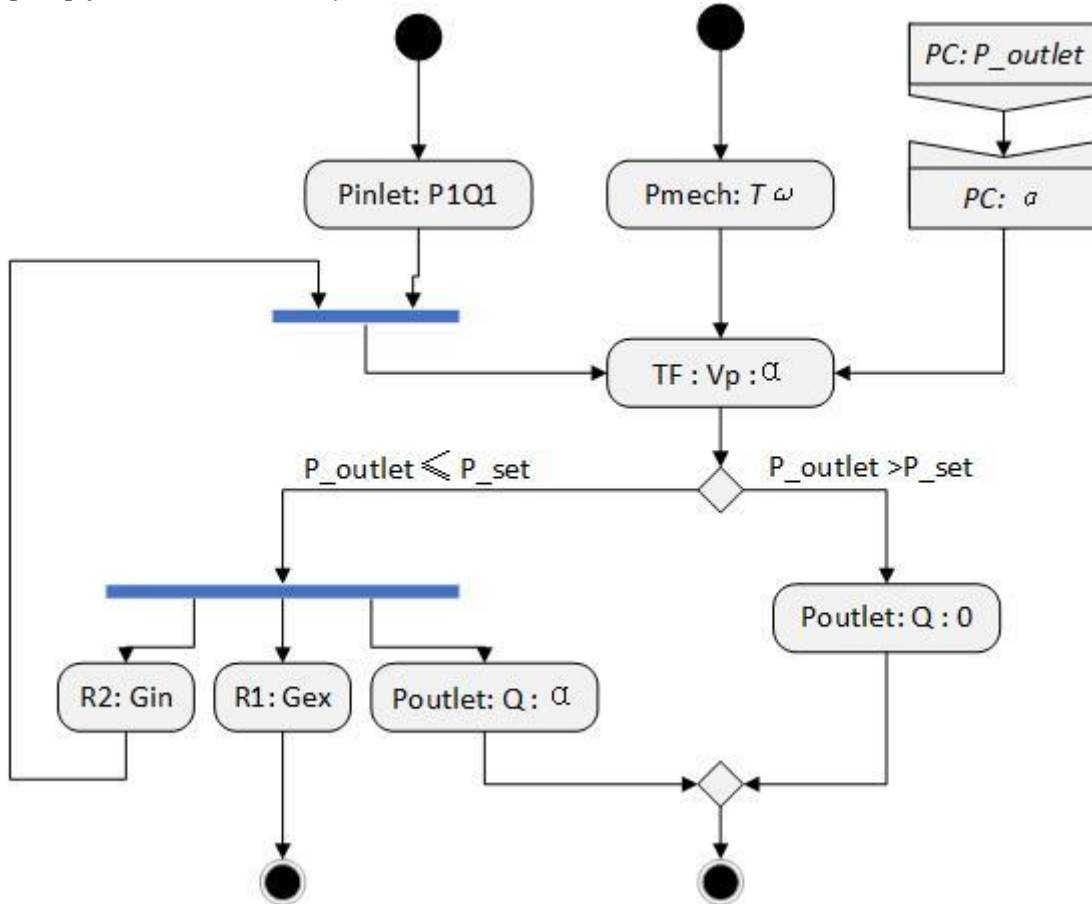 PC: P_outlet
Pinlet: P1Q1
Pmech: T ω
PC: a
TF : Vp : α
P_outlet ⩽ P_set
P_outlet >P_set
Poutlet: Q : 0
R2: Gin
R1: Gex
Poutlet: Q : α